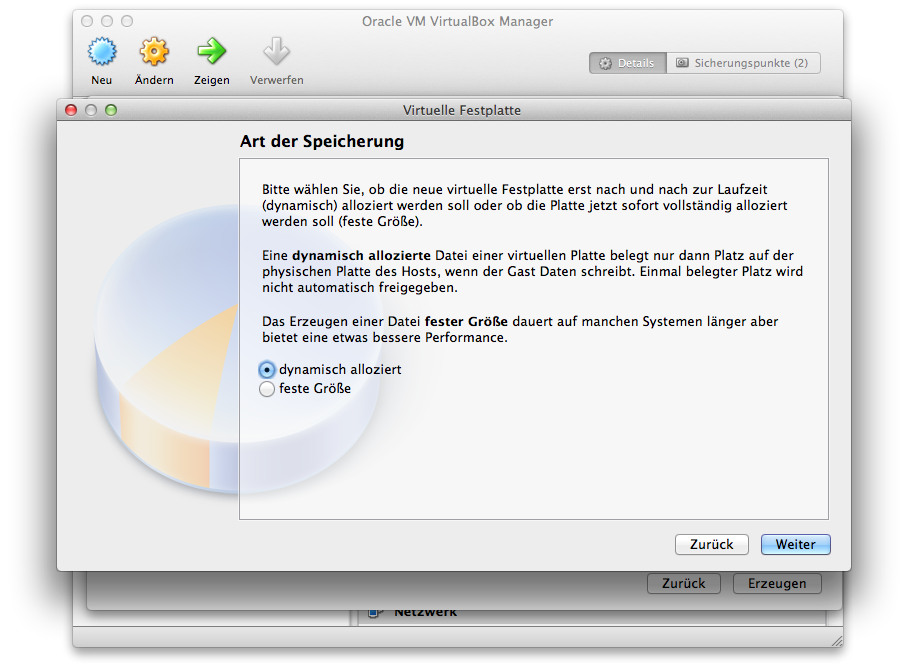 Oracle VM VirtualBox Manager
Neu
Ändern
Zeigen
Verwerfen
Details
Sicherungspunkte (2)
Virtuelle Festplatte
Art der Speicherung
Bitte wählen Sie, ob die neue virtuelle Festplatte erst nach und nach zur Laufzeit
(dynamisch) alloziert werden soll oder ob die Platte jetzt sofort vollständig alloziert
werden soll (feste Größe).
Eine dynamisch allozierte Datei einer virtuellen Platte belegt nur dann Platz auf der
physischen Platte des Hosts, wenn der Gast Daten schreibt. Einmal belegter Platz wird
nicht automatisch freigegeben.
Das Erzeugen einer Datei fester Größe dauert auf manchen Systemen länger aber
bietet eine etwas bessere Performance.
dynamisch alloziert
feste Größe
Zurück
Weiter
Zurück
Erzeugen
Netzwerk